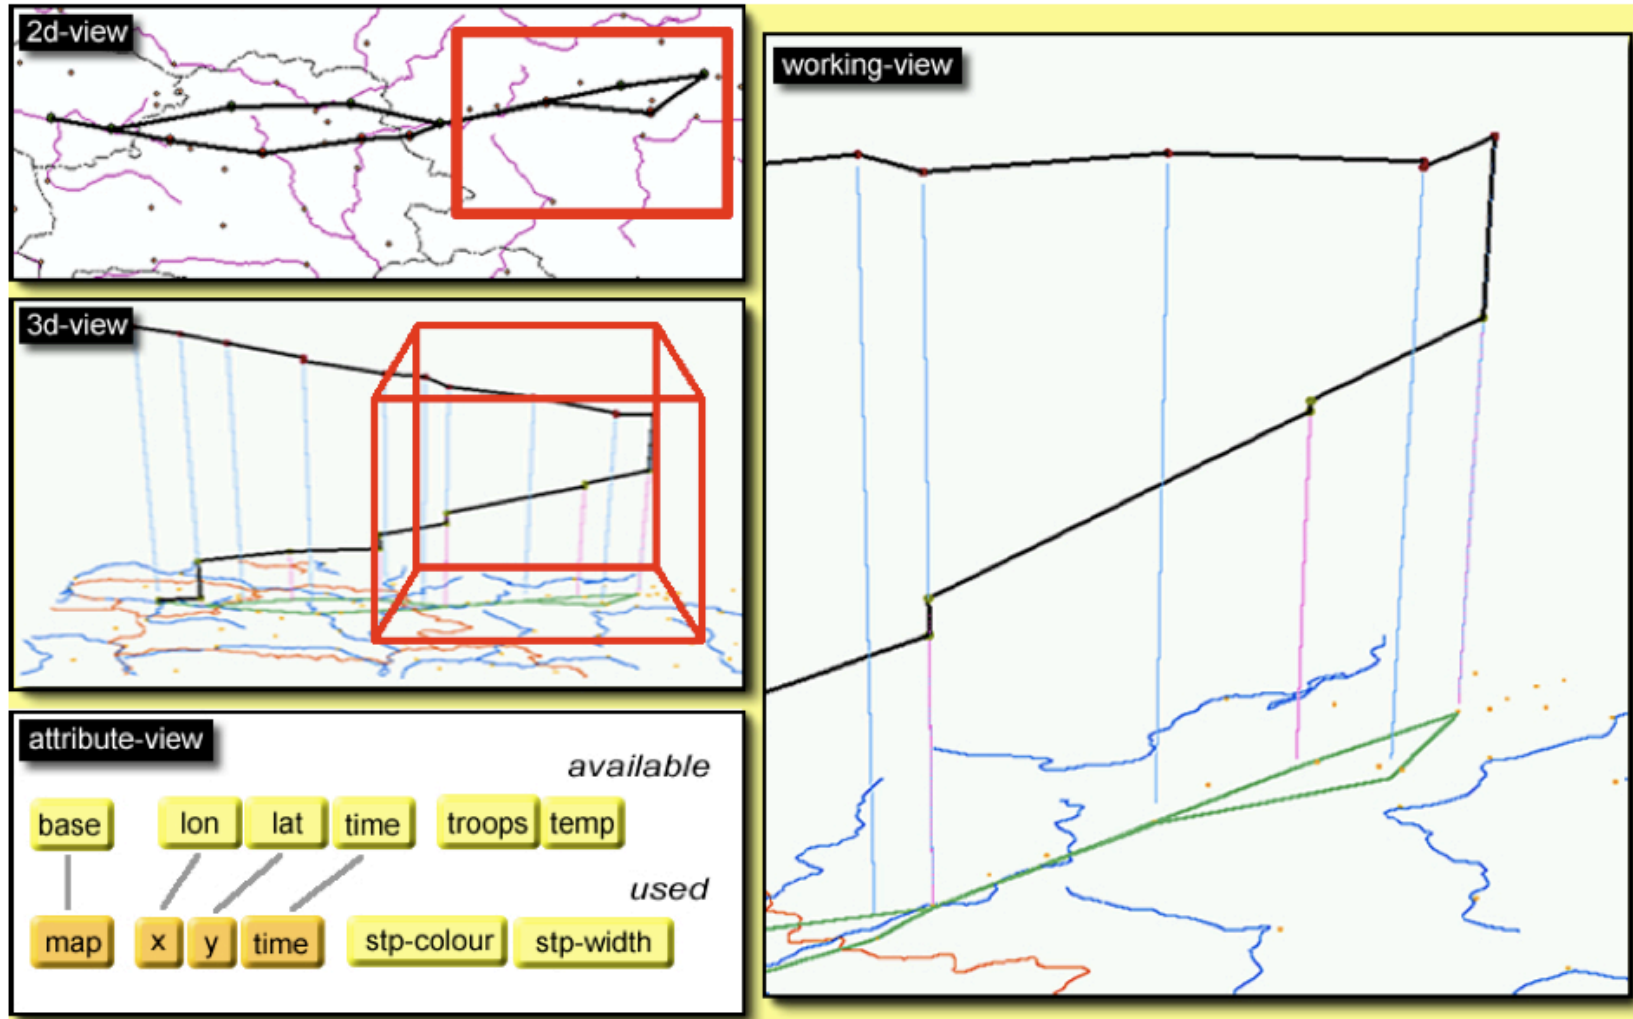 2d-view
3d-view
attribute-view
available
base lon lat time troops temp
used
map x y time stp-colour stp-width
working-view